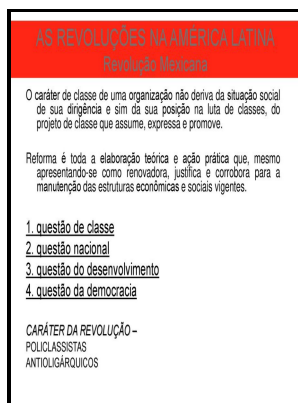 AS REVOLUÇÕES NA AMÉRICA LATINA
Revolução Mexicana
O caráter de classe de uma organização não deriva da situação social
de sua dirigência e sim da sua posição na luta de classes, do
projeto de classe que assume, expressa e promove.
Reforma é toda a elaboração teórica e ação prática que, mesmo
apresentando-se como renovadora, justifica e corrobora para a
manutenção das estruturas econômicas e sociais vigentes.
1. questão de classe
2. questão nacional
3. questão do desenvolvimento
4. questão da democracia
CARÁTER DA REVOLUÇÃO –
POLICLASSISTAS
ANTIOLIGÁRQUICOS